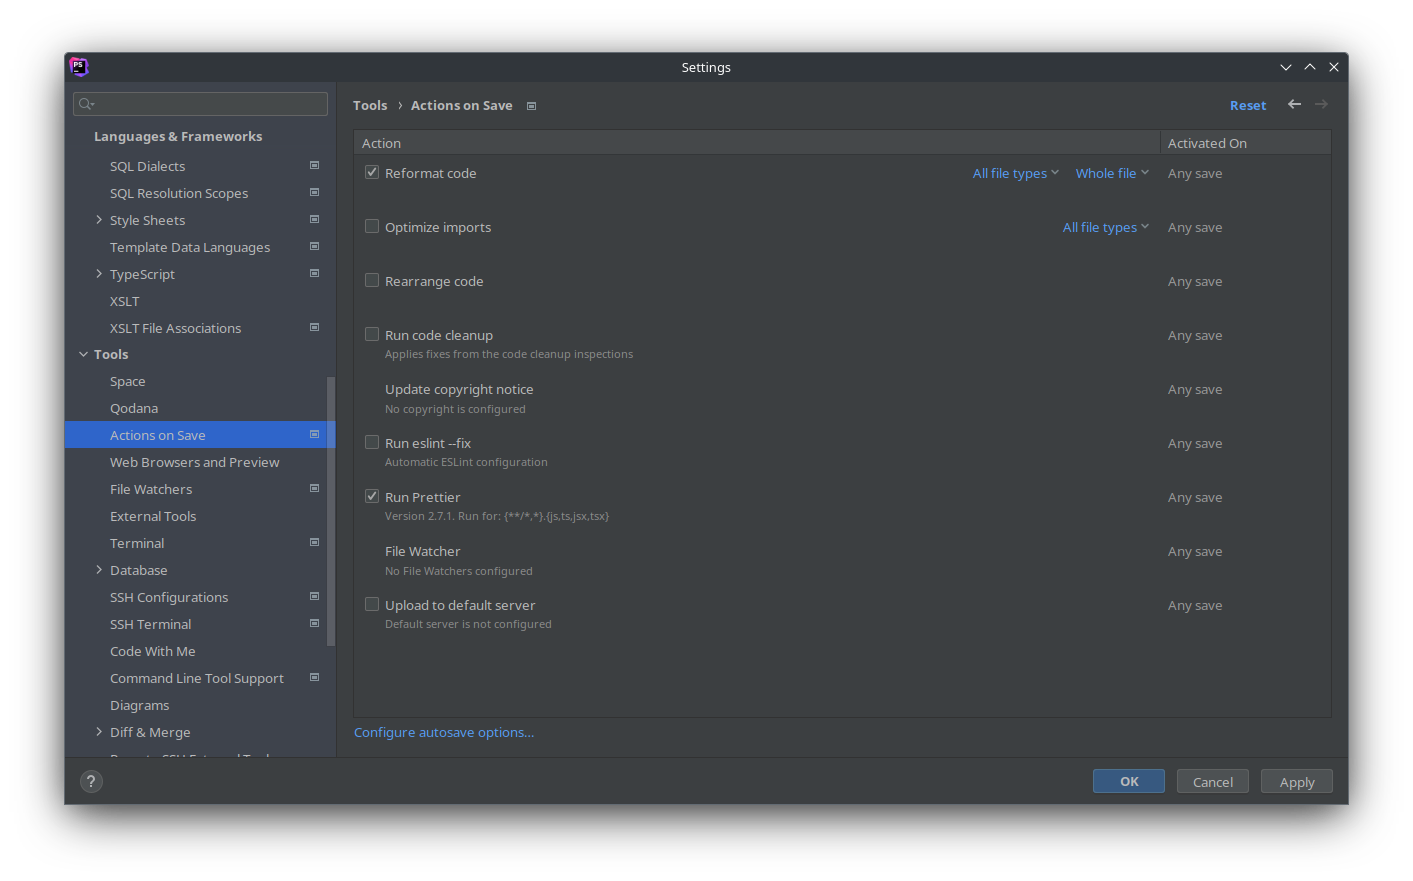 PS
Settings
Languages & Frameworks
SQL Dialects
SQL Resolution Scopes
Style Sheets
Template Data Languages
TypeScript
XSLT
XSLT File Associations
Tools
Space
Qodana
Actions on Save
Web Browsers and Preview
File Watchers
External Tools
Terminal
Database
SSH Configurations
SSH Terminal
Code With Me
Command Line Tool Support
Diagrams
Diff & Merge
Tools › Actions on Save
Reset
Action Activated On
Reformat code All file types Whole file Any save
Optimize imports All file types Any save
Rearrange code Any save
Run code cleanup Any save
Applies fixes from the code cleanup inspections
Update copyright notice Any save
No copyright is configured
Run eslint --fix Any save
Automatic ESLint configuration
Run Prettier Any save
Version 2.7.1. Run for: {**/*,*}.{js,ts,jsx,tsx}
File Watcher Any save
No File Watchers configured
Upload to default server Any save
Default server is not configured
Configure autosave options...
?
OK Cancel Apply